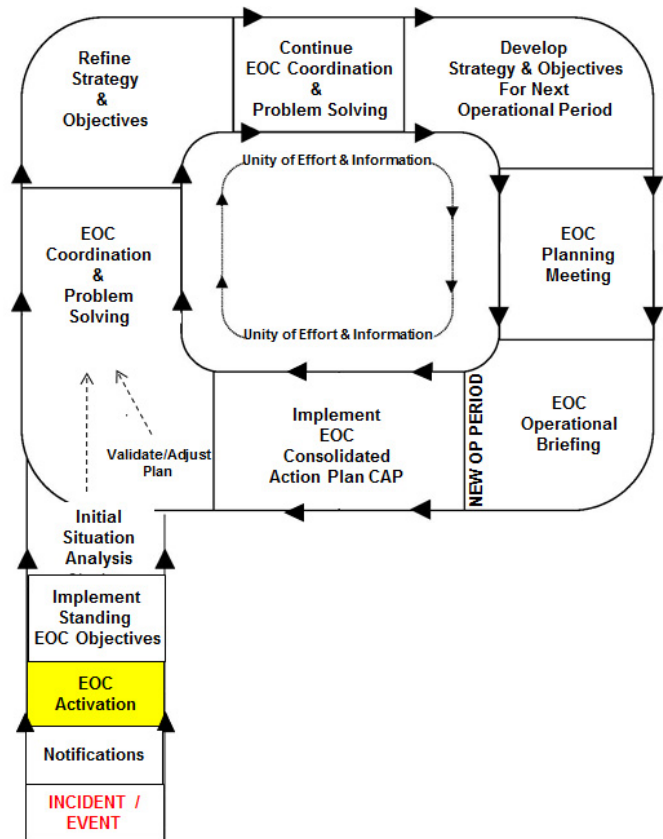 Refine
Strategy
&
Objectives
Continue
EOC Coordination
&
Problem Solving
Develop
Strategy & Objectives
For Next
Operational Period
Unity of Effort & Information
EOC
Coordination
&
Problem
Solving
EOC
Planning
Meeting
Unity of Effort & Information
Validate/Adjust
Plan
Implement
EOC
Consolidated
Action Plan CAP
NEW OP PERIOD
EOC
Operational
Briefing
Initial
Situation
Analysis
Implement
Standing
EOC Objectives
EOC
Activation
Notifications
INCIDENT /
EVENT